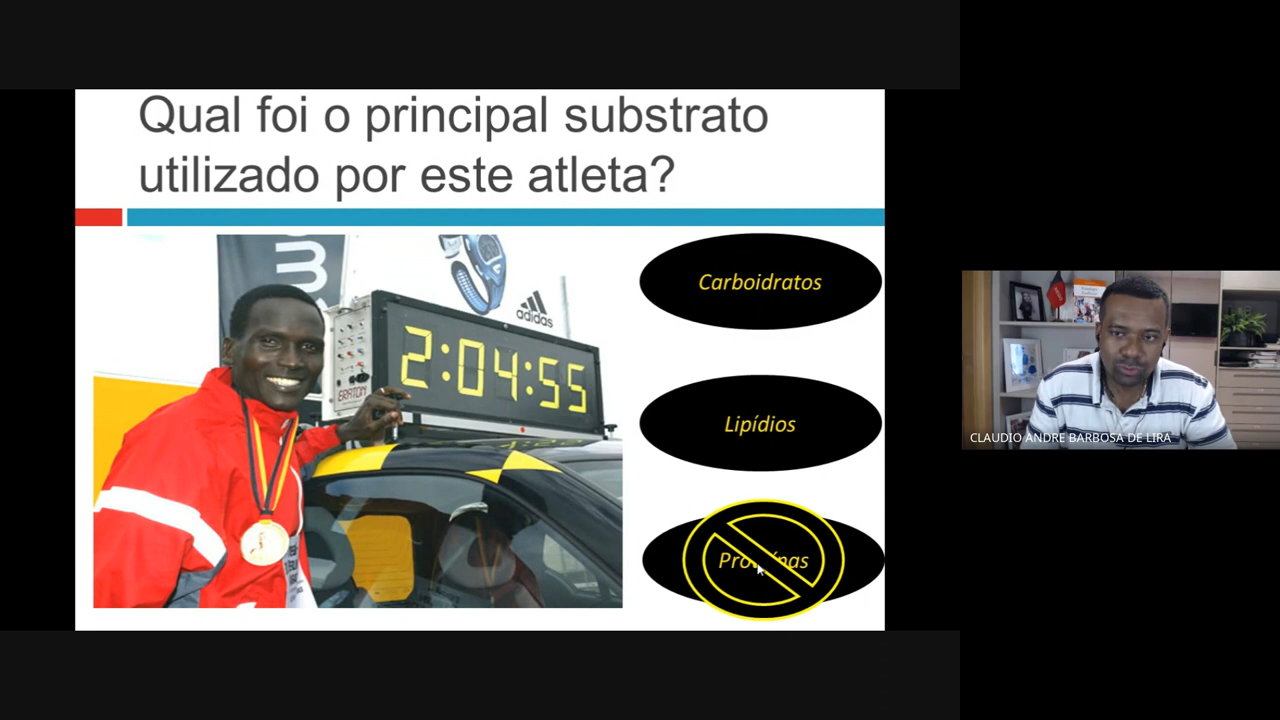 Qual foi o principal substrato
utilizado por este atleta?
Carboidratos
adidas
2:04:55
Lipídios
CLAUDIO ANDRE BARBOSA DE LIRA